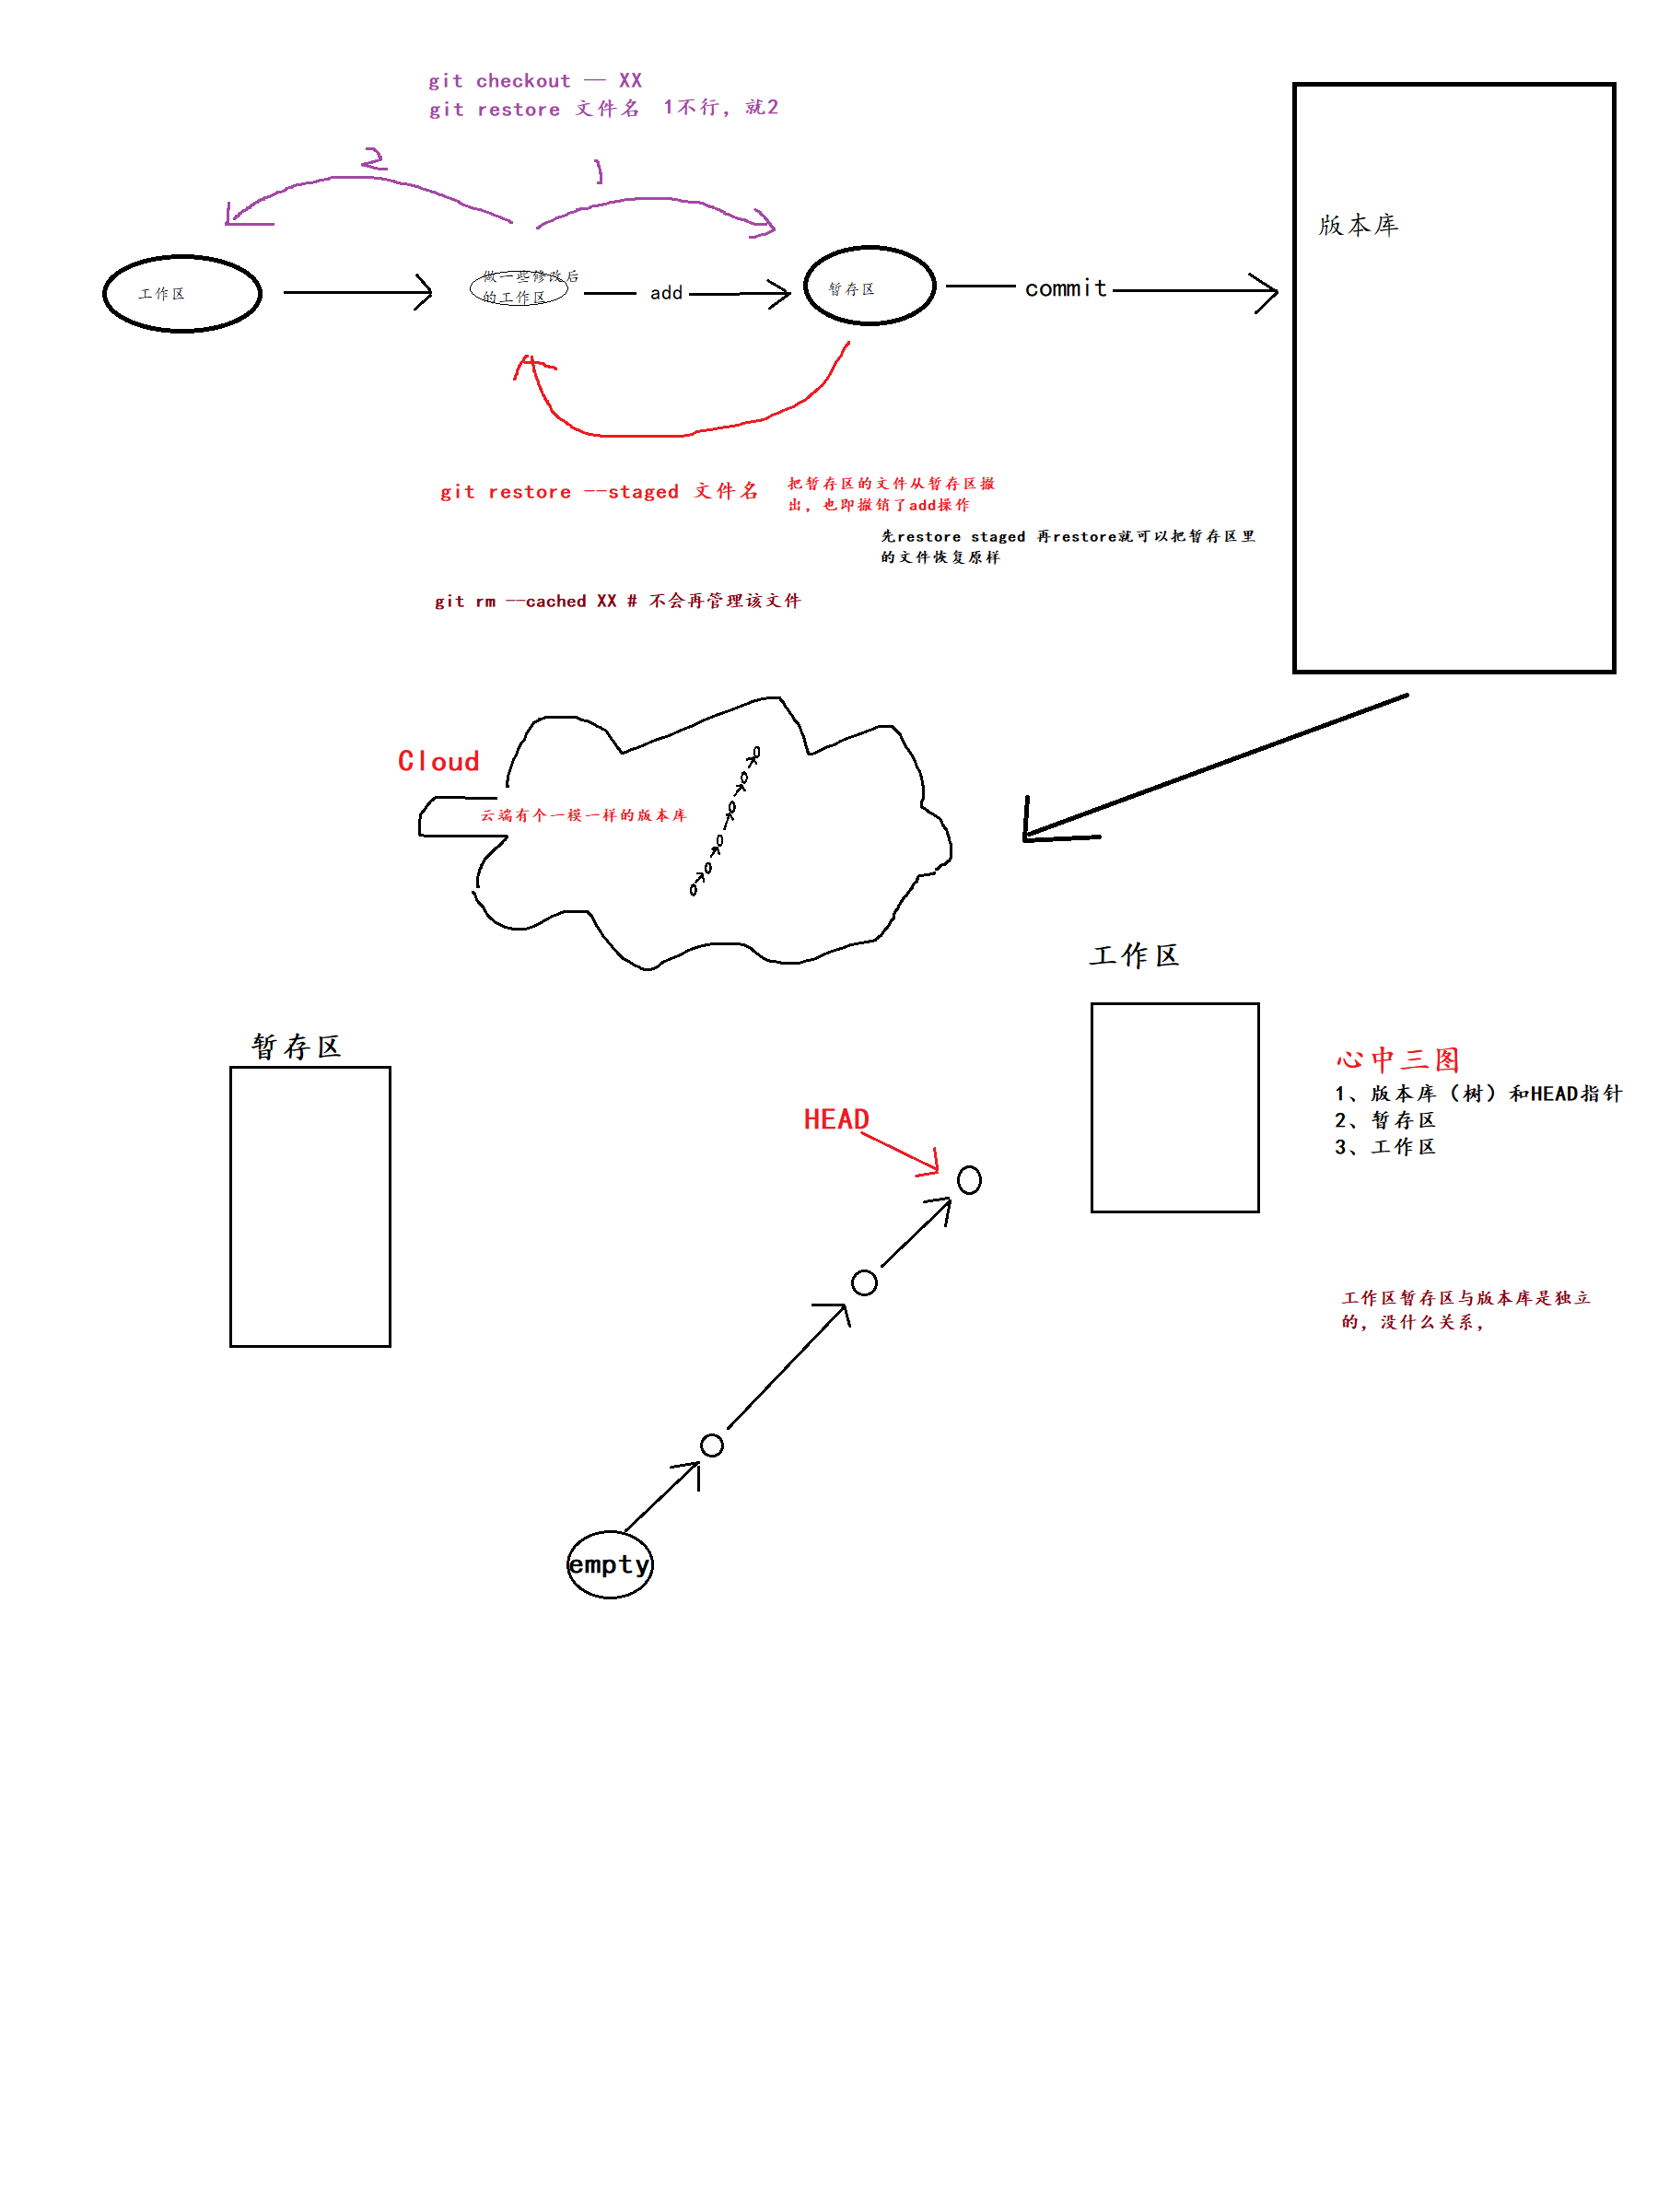 git checkout — XX
git restore 文件名 1不行，就2
2
1
版本库
工作区
做一些修改后
的工作区
add
暂存区
commit
git restore --staged 文件名
把暂存区的文件从暂存区撤
出，也即撤销了add操作
先restore staged 再restore就可以把暂存区里
的文件恢复原样
git rm --cached XX # 不会再管理该文件
Cloud
云端有个一模一样的版本库
工作区
暂存区
心中三图
1、版本库（树）和HEAD指针
2、暂存区
3、工作区
HEAD
工作区暂存区与版本库是独立
的，没什么关系，
empty